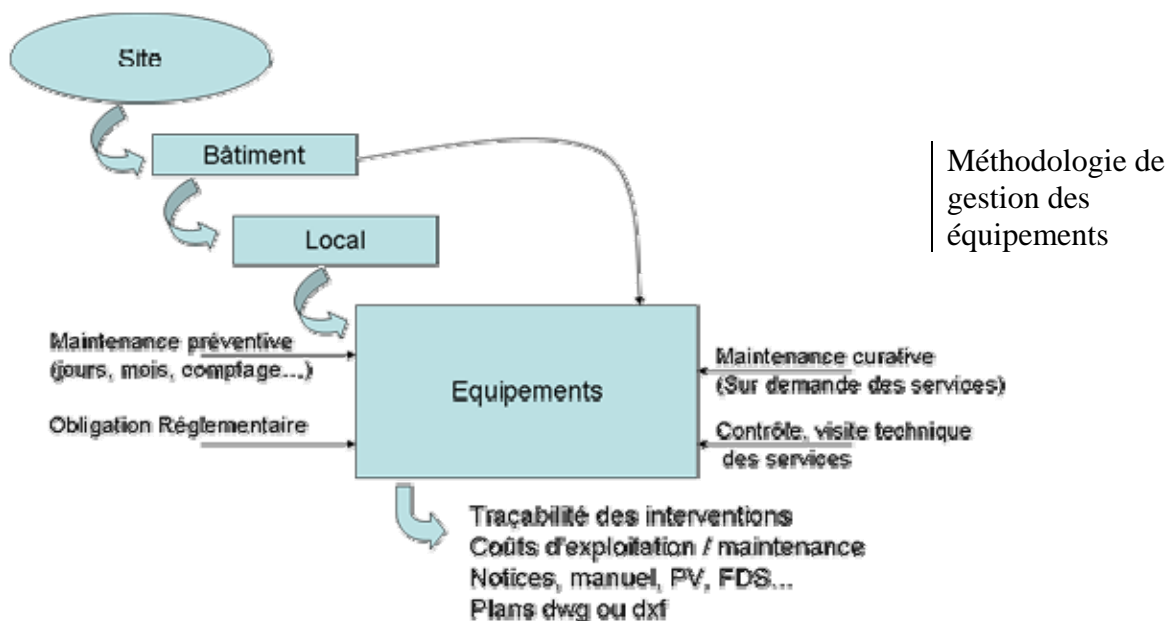 Site
Bâtiment
Méthodologie de
gestion des
équipements
Local
Maintenance préventive
(jours, mois, comptage...)
Obligation Réglementaire
Equipements
Maintenance curative
(Sur demande des services)
Contrôle, visite technique
des services
Traçabilité des interventions
Coûts d'exploitation / maintenance
Notices, manuel, PV, FDS...
Plans dwg ou dxf